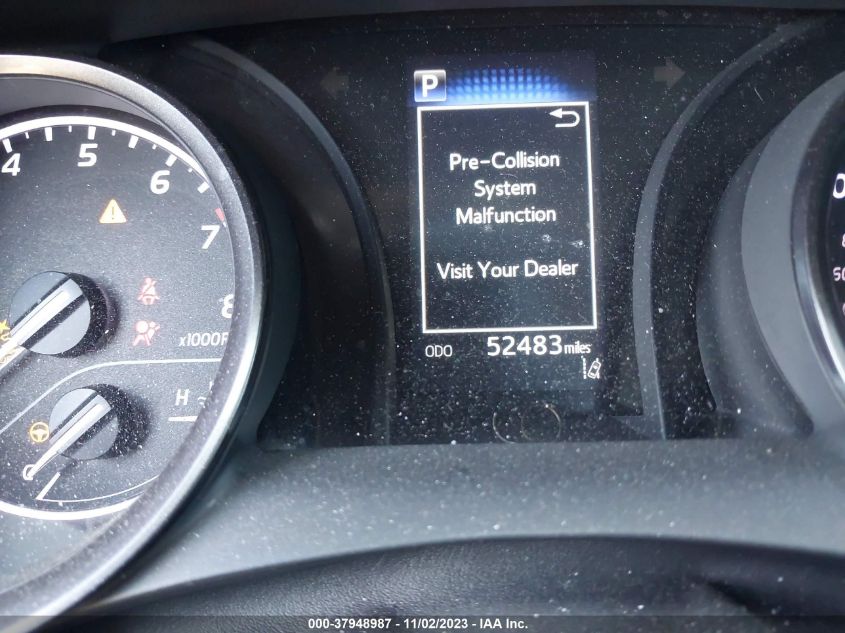 P
Pre-Collision
System
Malfunction
Visit Your Dealer
ODO 52483 miles
4 5 6 7 8
x1000
H
000-37948987 - 11/02/2023 - IAA Inc.